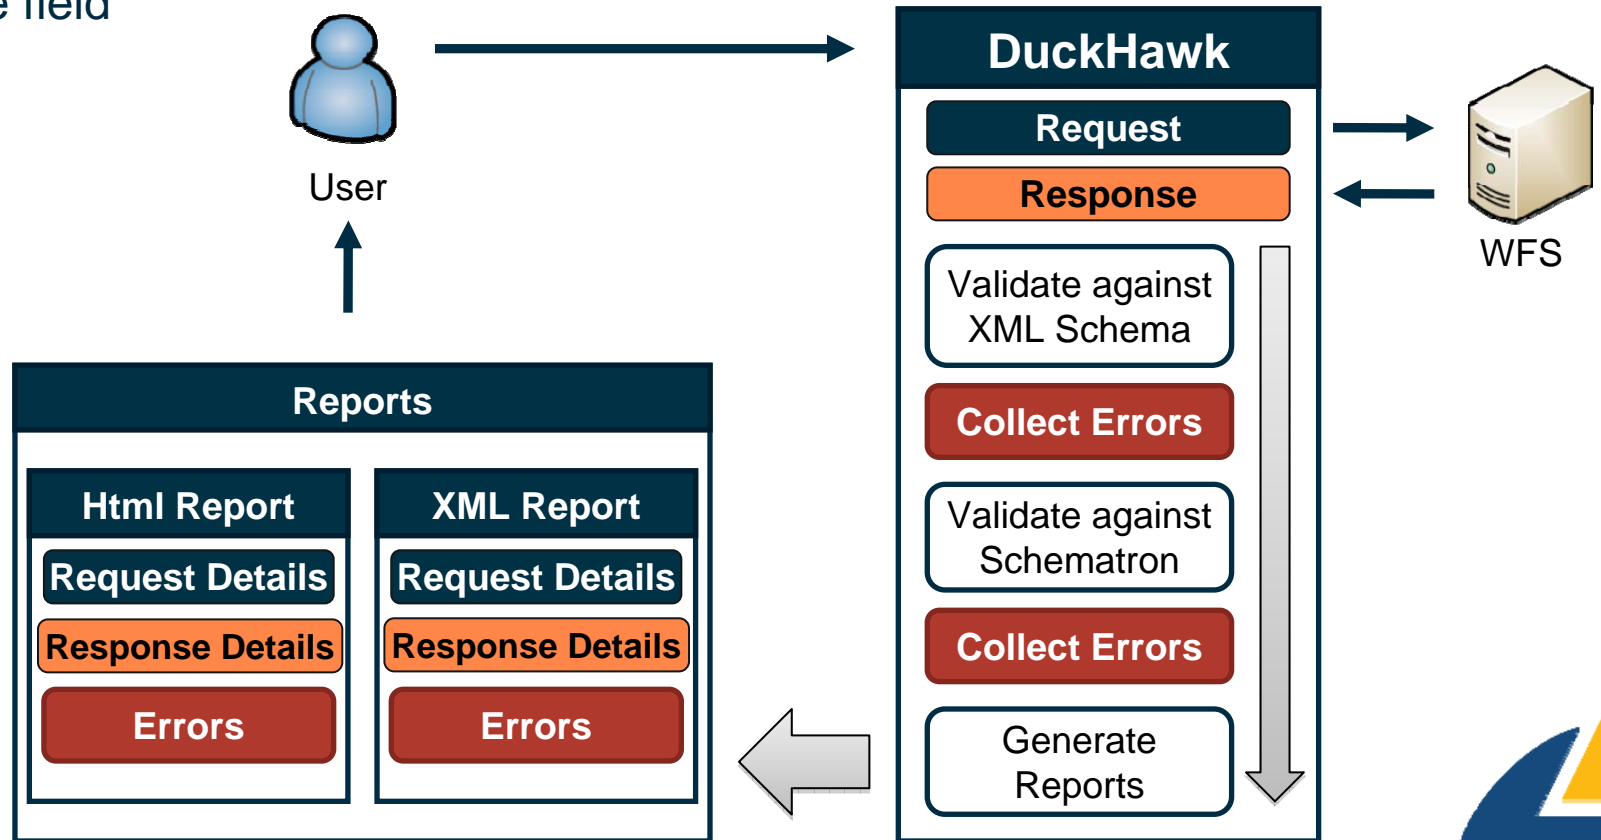 e field
User
DuckHawk
Request
Response
WFS
Validate against
XML Schema
Collect Errors
Validate against
Schematron
Collect Errors
Generate
Reports
Reports
Html Report
Request Details
Response Details
Errors
XML Report
Request Details
Response Details
Errors